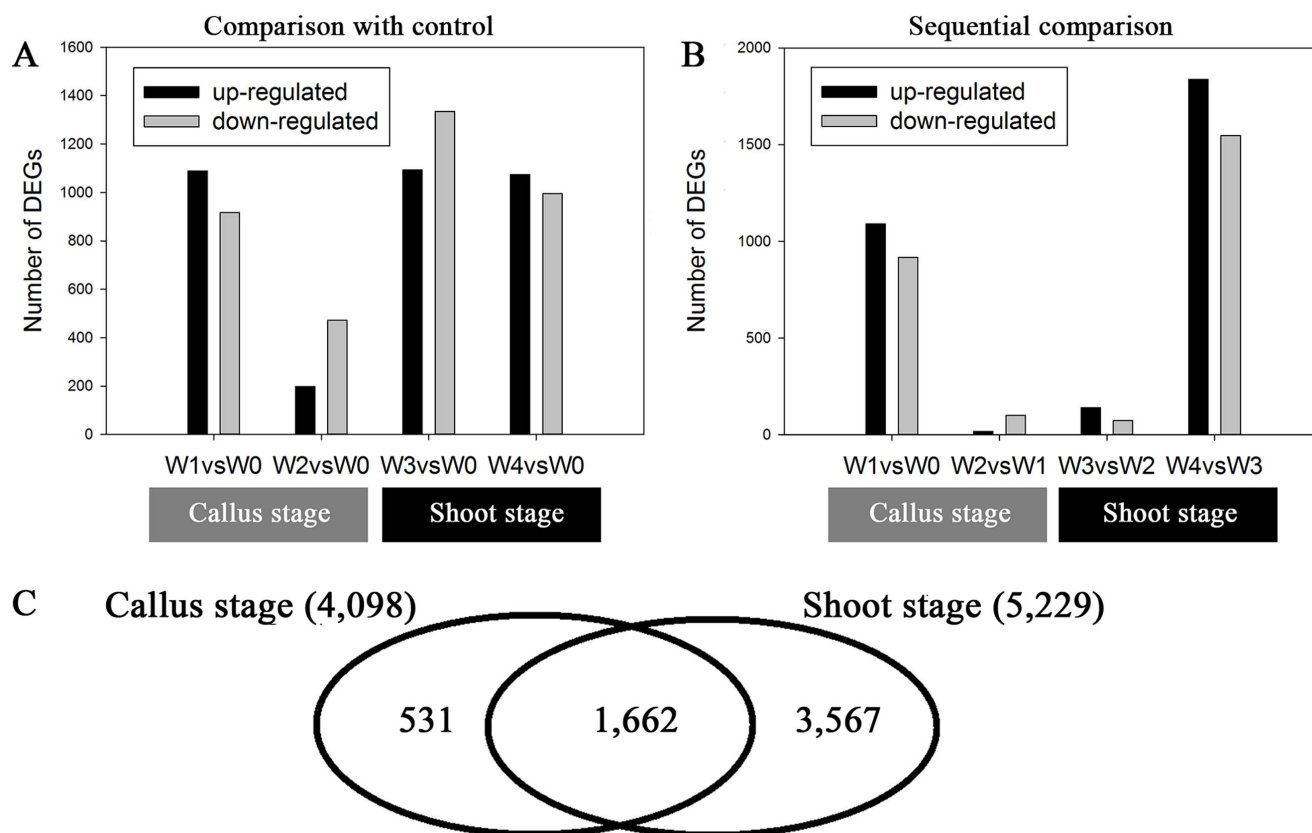 A
Comparison with control
1600
1400
1200
1000
800
600
400
200
0
Number of DEGs
up-regulated
down-regulated
W1vsW0 W2vsW0 W3vsW0 W4vsW0
Callus stage Shoot stage
B
Sequential comparison
2000
1500
1000
500
0
Number of DEGs
up-regulated
down-regulated
W1vsW0 W2vsW1 W3vsW2 W4vsW3
Callus stage Shoot stage
C Callus stage (4,098) Shoot stage (5,229)
531 1,662 3,567